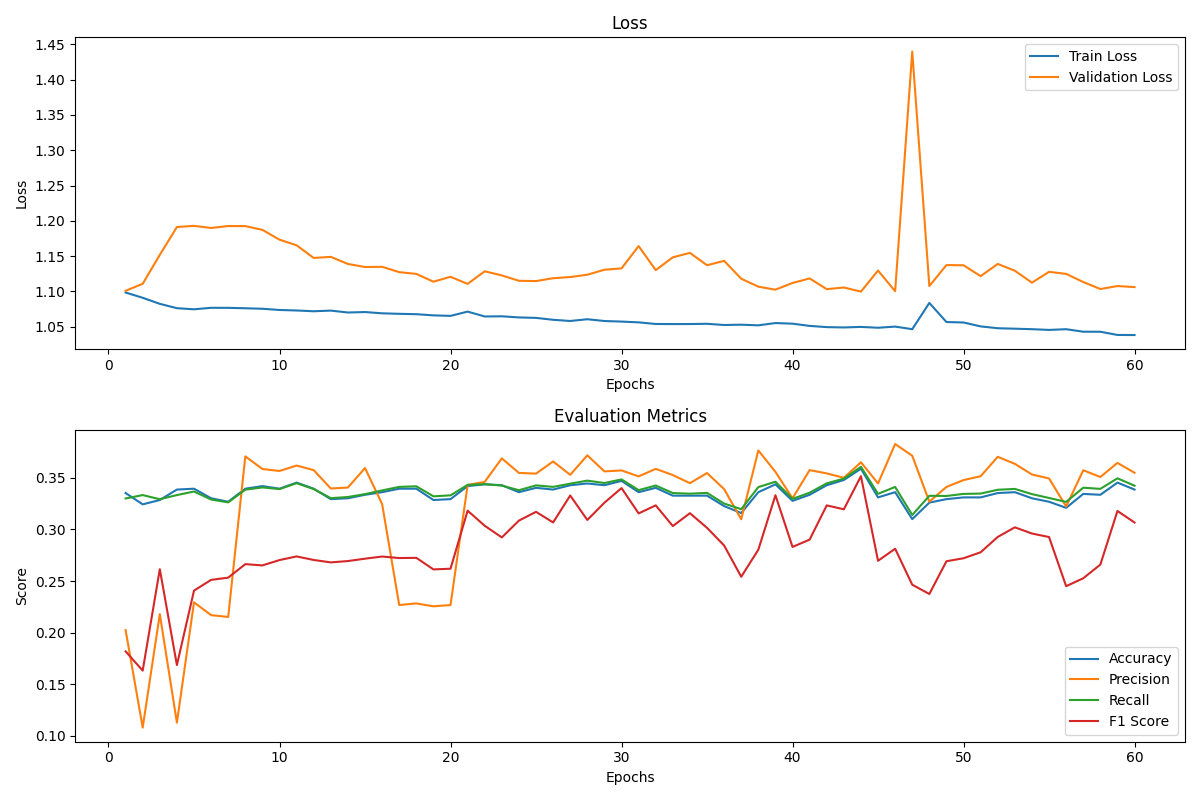 Loss
1.45
1.40
1.35
1.30
1.25
1.20
1.15
1.10
1.05
Loss
Train Loss
Validation Loss
0 10 20 30 40 50 60
Epochs
Evaluation Metrics
0.35
0.30
0.25
0.20
0.15
0.10
Score
Accuracy
Precision
Recall
F1 Score
0 10 20 30 40 50 60
Epochs